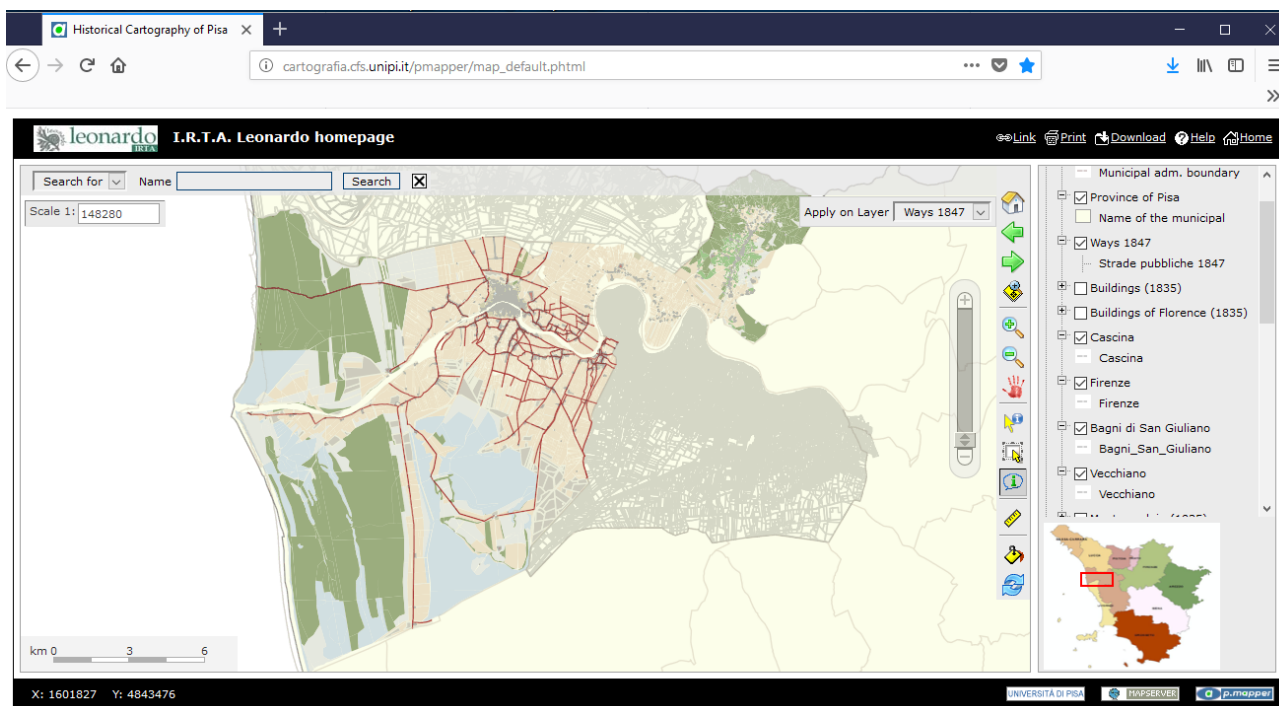 Historical Cartography of Pisa
cartografia.cfs.unipi.it/pmapper/map_default.phtml
leonardo
IRTA
I.R.T.A. Leonardo homepage
Link Print Download Help Home
Search for Name Search
Scale 1: 148280
Apply on Layer Ways 1847
Municipal adm. boundary
Province of Pisa
Name of the municipal
Ways 1847
Strade pubbliche 1847
Buildings (1835)
Buildings of Florence (1835)
Cascina
Cascina
Firenze
Firenze
Bagni di San Giuliano
Bagni_San_Giuliano
Vecchiano
Vecchiano
km 0 3 6
X: 1601827 Y: 4843476
UNIVERSITÀ DI PISA MAPSERVER p.mapper